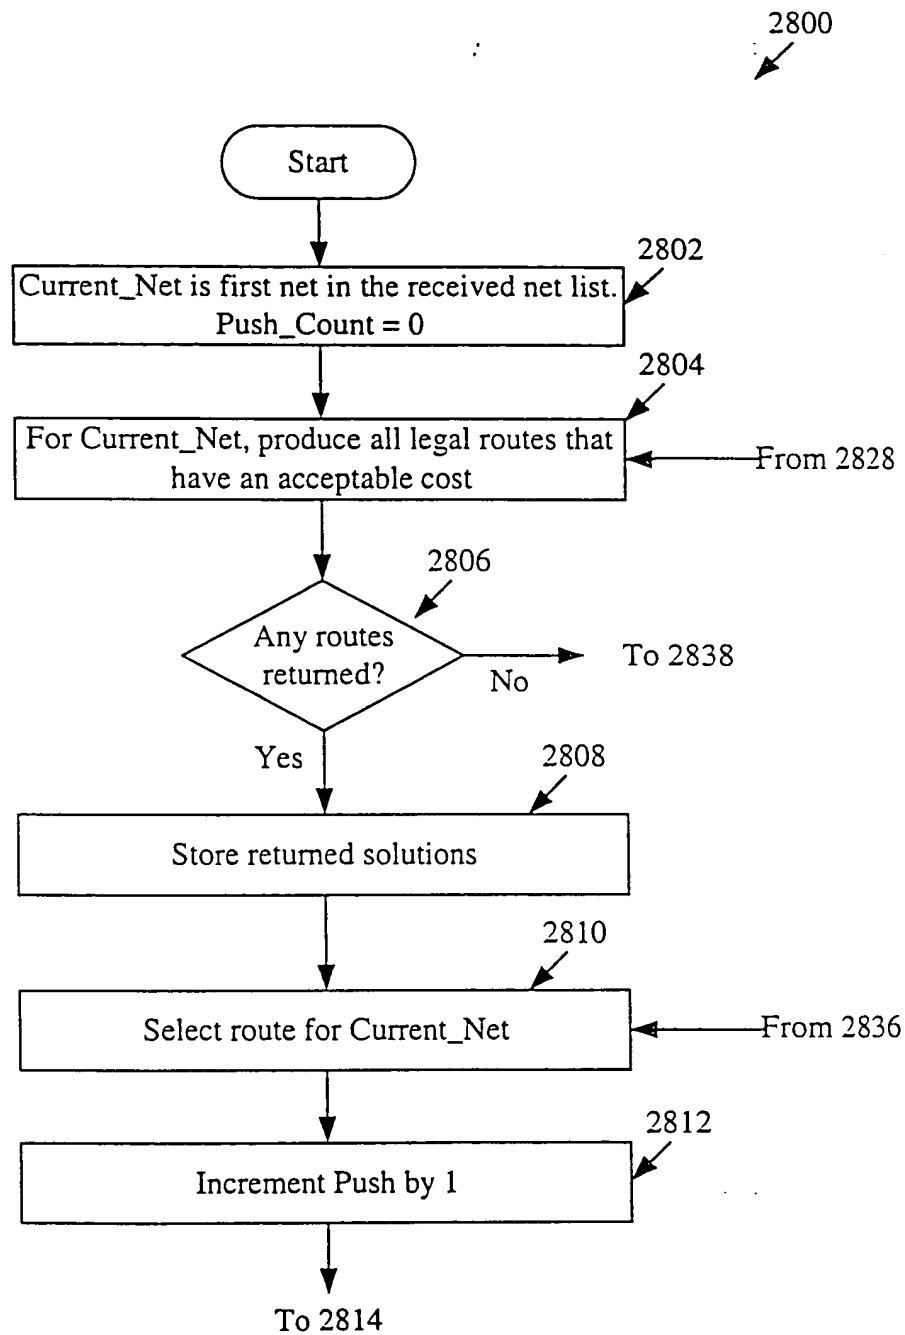 2800
Start
2802
Current_Net is first net in the received net list.
Push_Count = 0
2804
For Current_Net, produce all legal routes that
have an acceptable cost
From 2828
2806
Any routes
returned?
To 2838
No
Yes
2808
Store returned solutions
2810
Select route for Current_Net
From 2836
2812
Increment Push by 1
To 2814